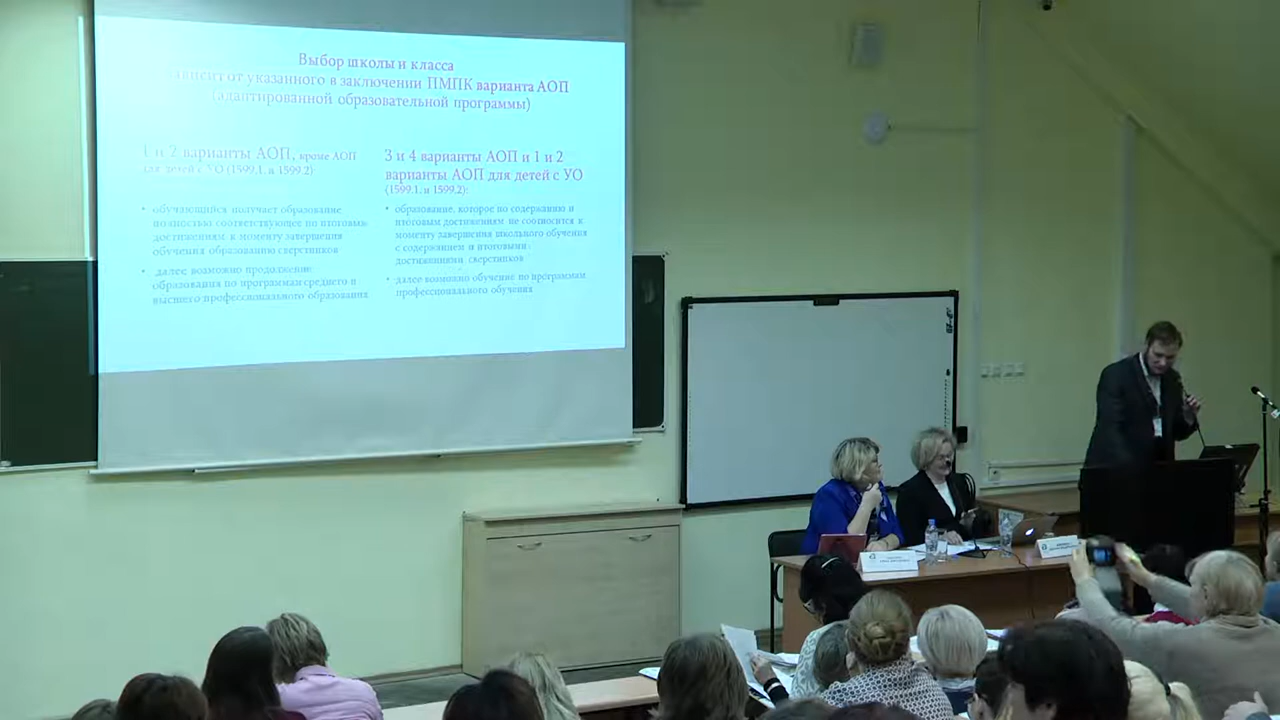 Выбор школы и класса
зависит от указанного в заключении ПМПК варианта АОП
(адаптированной образовательной программы)
1 и 2 варианты АОП, кроме АОП
для детей с УО (1599.1. и 1599.2)
• обучающийся получает образование
полностью соответствующее по итоговым
достижениям к моменту завершения
обучения образованию сверстников
• далее возможно продолжение
образования по программам среднего и
высшего профессионального образования
3 и 4 варианты АОП и 1 и 2
варианты АОП для детей с УО
(1599.1. и 1599.2):
• образование, которое по содержанию и
итоговым достижениям не соотносится к
моменту завершения школьного обучения
с содержанием и итоговыми
достижениями сверстников
• далее возможно обучение по программам
профессионального обучения